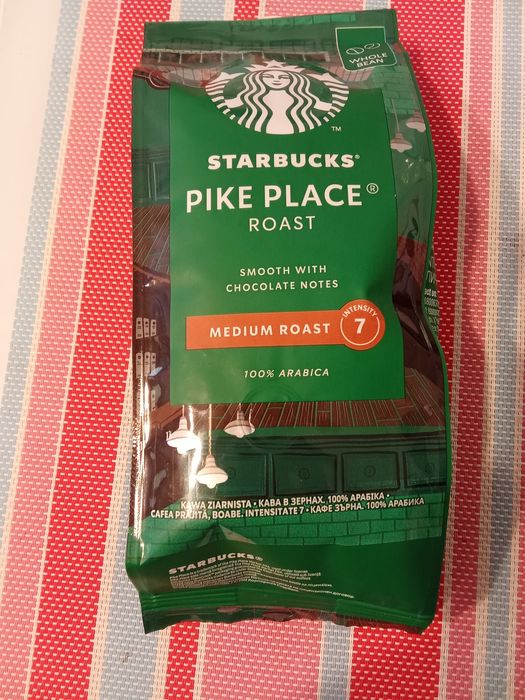 WHOLE
BEAN
TM
STARBUCKS®
PIKE PLACE®
ROAST
SMOOTH WITH
CHOCOLATE NOTES
MEDIUM ROAST
INTENSITY
7
100% ARABICA
KAWA ZIARNISTA • КАВА В ЗЕРНАХ. 100% АРАБІКА •
CAFEA PRĂJITĂ, BOABE. INTENSITATE 7 • КАФЕ ЗЪРНА. 100% АРАБИКА
STARBUCKS®